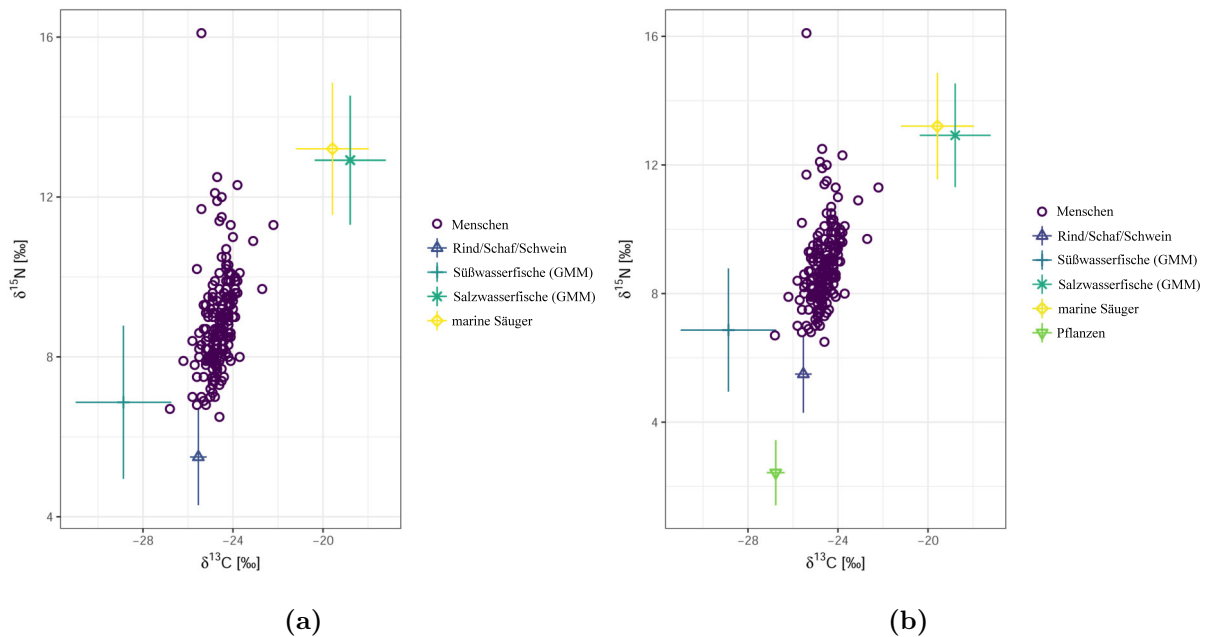 16
12
8
4
δ¹⁵N [‰]
−28 −24 −20
δ¹³C [‰]
Menschen
Rind/Schaf/Schwein
Süßwasserfische (GMM)
Salzwasserfische (GMM)
marine Säuger
(a)
16
12
8
4
δ¹⁵N [‰]
−28 −24 −20
δ¹³C [‰]
Menschen
Rind/Schaf/Schwein
Süßwasserfische (GMM)
Salzwasserfische (GMM)
marine Säuger
Pflanzen
(b)